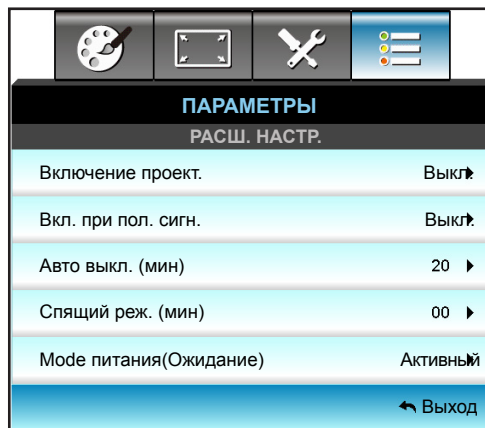 ПАРАМЕТРЫ
РАСШ. НАСТР.
Включение проект. Выкл.
Вкл. при пол. сигн. Выкл.
Авто выкл. (мин) 20
Спящий реж. (мин) 00
Mode питания(Ожидание) Активный
Выход